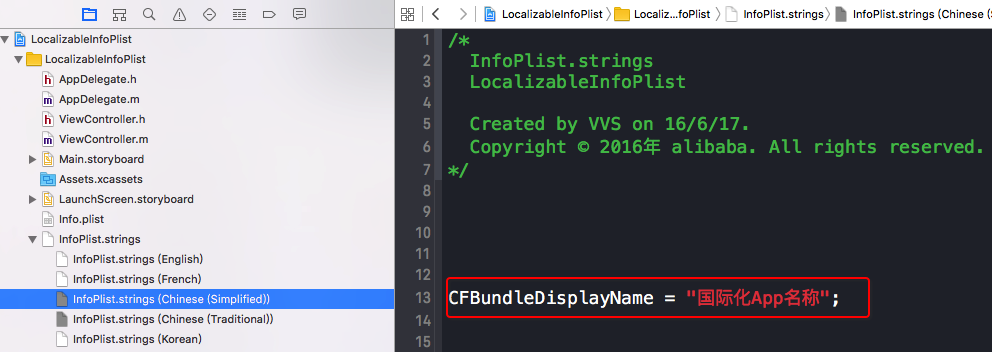 LocalizableInfoPlist
LocalizableInfoPlist
AppDelegate.h
AppDelegate.m
ViewController.h
ViewController.m
Main.storyboard
Assets.xcassets
LaunchScreen.storyboard
Info.plist
InfoPlist.strings
InfoPlist.strings (English)
InfoPlist.strings (French)
InfoPlist.strings (Chinese (Simplified))
InfoPlist.strings (Chinese (Traditional))
InfoPlist.strings (Korean)
LocalizableInfoPlist 〉 Localiz...foPlist 〉 InfoPlist.strings 〉 InfoPlist.strings (Chinese (
1 /*
2 InfoPlist.strings
3 LocalizableInfoPlist
4
5 Created by VVS on 16/6/17.
6 Copyright © 2016年 alibaba. All rights reserved.
7 */
8
9
10
11
12
13 CFBundleDisplayName = "国际化App名称";
14
15